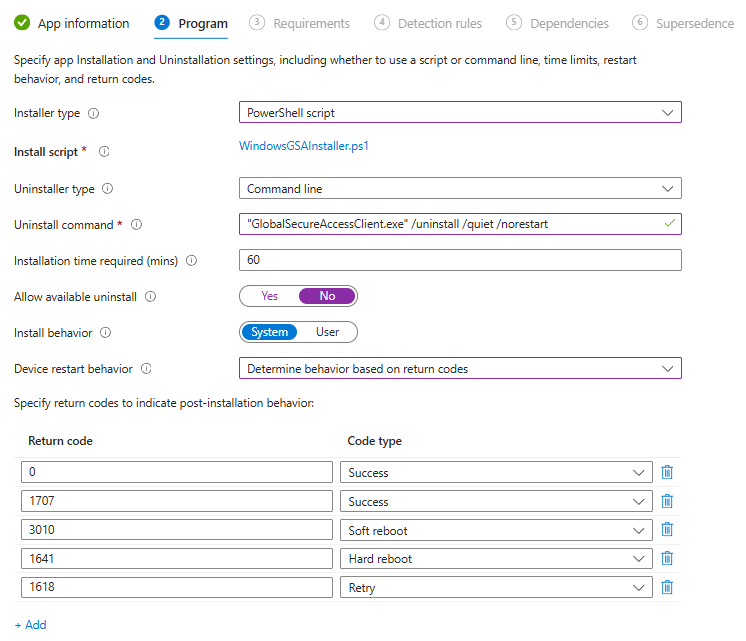 App information 2 Program 3 Requirements 4 Detection rules 5 Dependencies 6 Supersedence
Specify app Installation and Uninstallation settings, including whether to use a script or command line, time limits, restart
behavior, and return codes.
Installer type PowerShell script
Install script * WindowsGSAInstaller.ps1
Uninstaller type Command line
Uninstall command * "GlobalSecureAccessClient.exe" /uninstall /quiet /norestart
Installation time required (mins) 60
Allow available uninstall Yes No
Install behavior System User
Device restart behavior Determine behavior based on return codes
Specify return codes to indicate post-installation behavior:
Return code Code type
0 Success
1707 Success
3010 Soft reboot
1641 Hard reboot
1618 Retry
+ Add